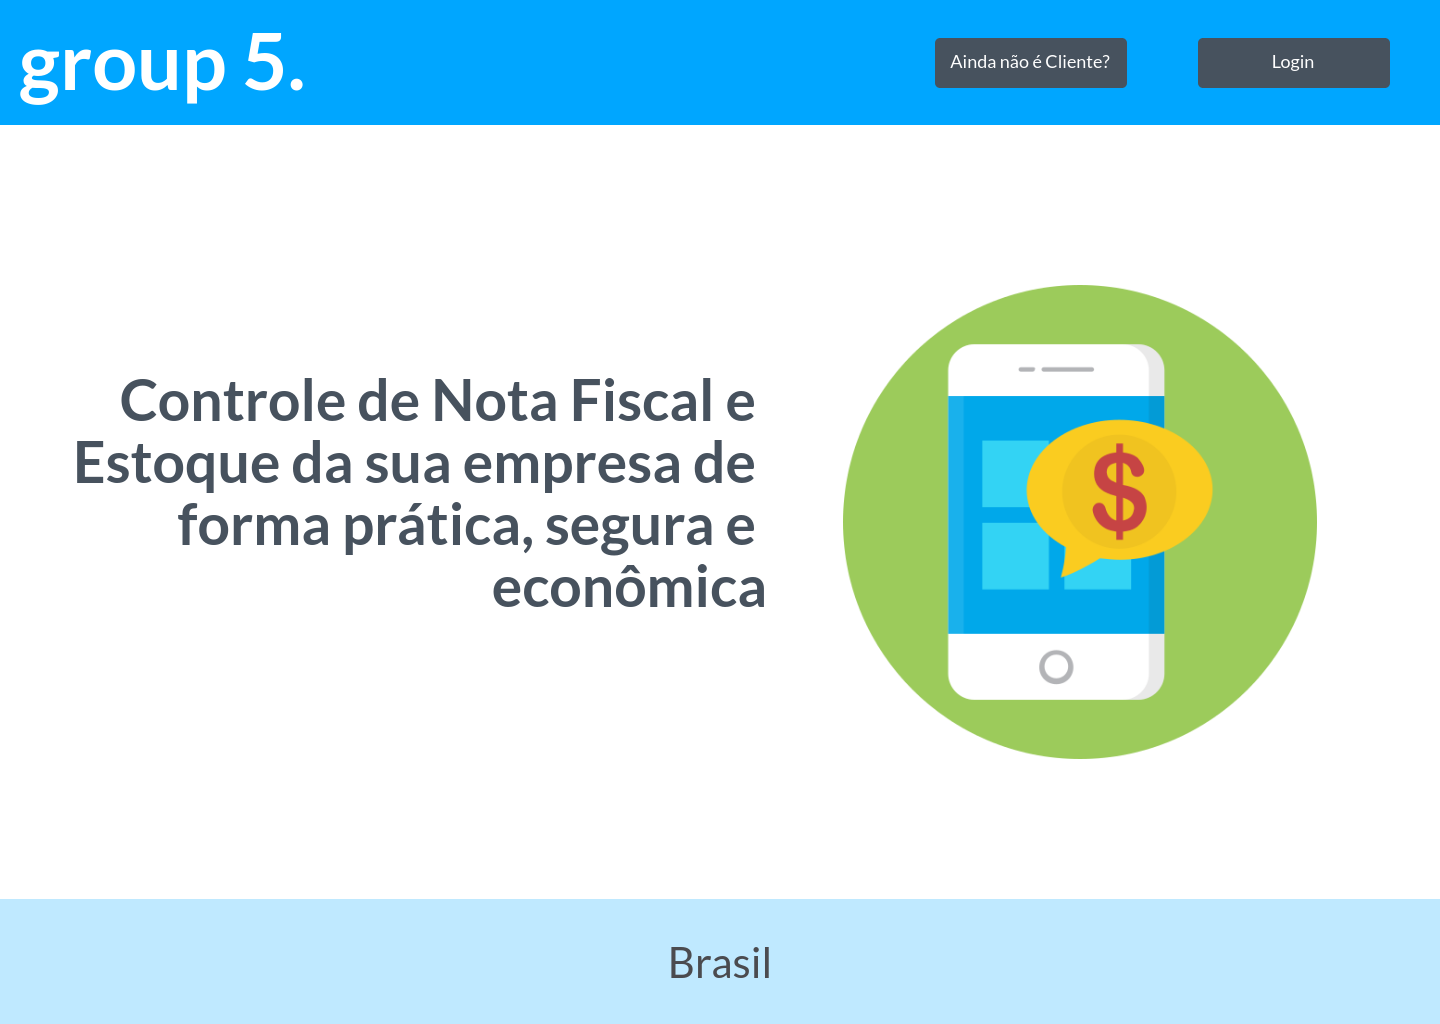 group 5.
Ainda não é Cliente?
Login
Controle de Nota Fiscal e
Estoque da sua empresa de
forma prática, segura e
econômica
$
Brasil